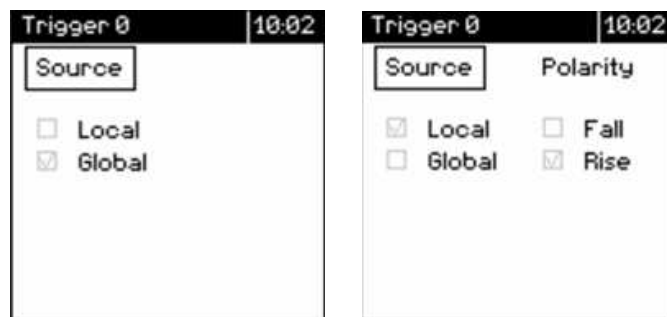 Trigger 0 10:02
Source
Local
Global
Trigger 0 10:02
Source Polarity
Local Fall
Global Rise